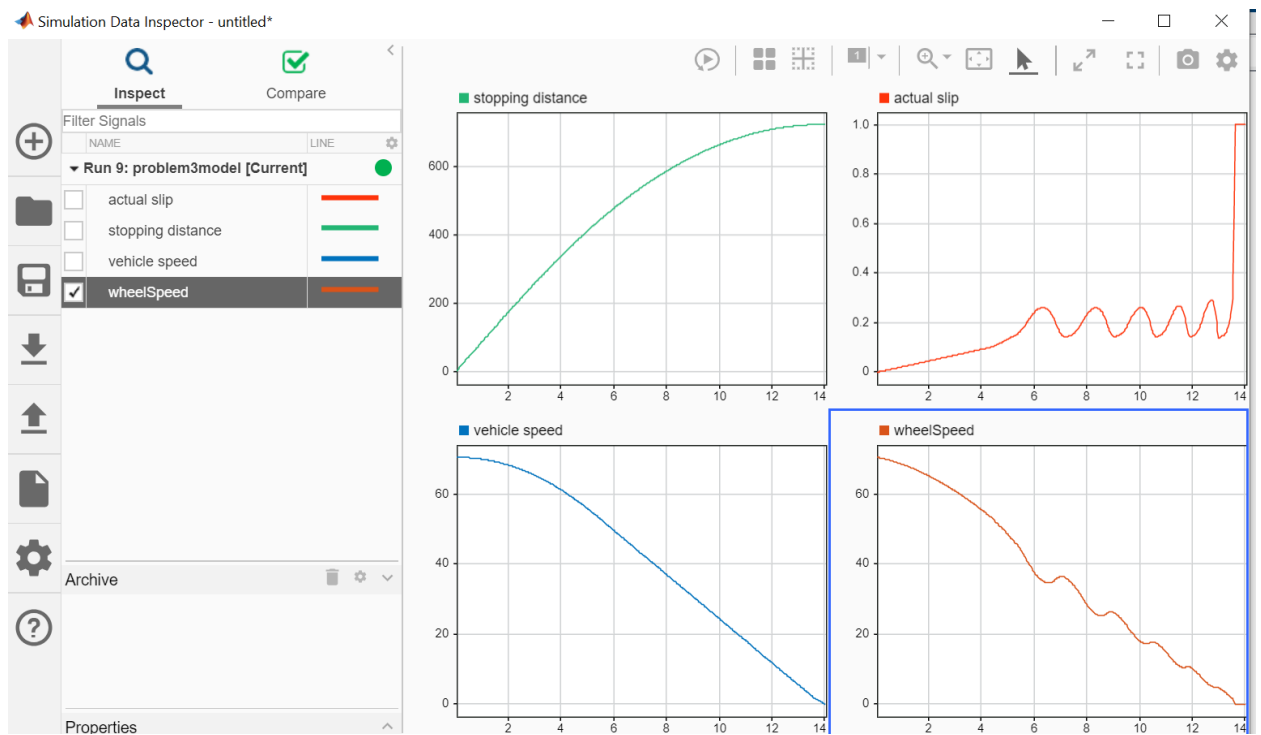 Simulation Data Inspector - untitled*
Inspect
Compare
Filter Signals
NAME LINE
Run 9: problem3model [Current]
actual slip
stopping distance
vehicle speed
wheelSpeed
Archive
Properties
1
stopping distance
600
400
200
0
2 4 6 8 10 12 14
actual slip
1.0
0.8
0.6
0.4
0.2
0
2 4 6 8 10 12 14
vehicle speed
60
40
20
0
2 4 6 8 10 12 14
wheelSpeed
60
40
20
0
2 4 6 8 10 12 14